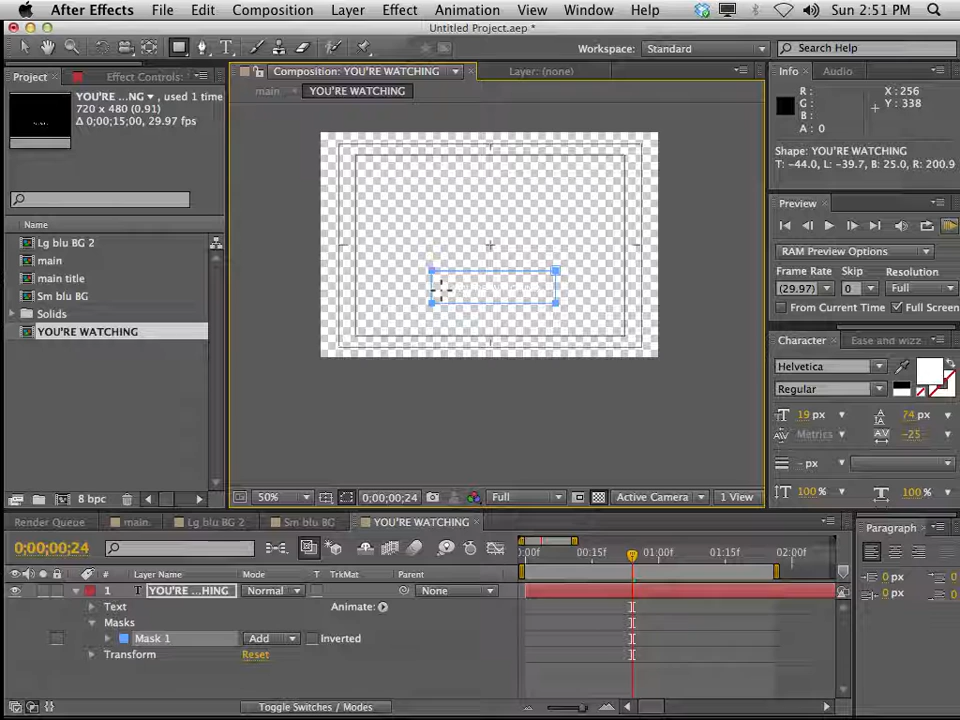 After Effects File Edit Composition Layer Effect Animation View Window Help Sun 2:51 PM
Untitled Project.aep *
Workspace: Standard Search Help
Project Effect Controls: Composition: YOU'RE WATCHING Layer: (none) Info Audio
main YOU'RE WATCHING
YOU'RE ...NG, used 1 time
720 x 480 (0.91)
Δ 0;00;15;00, 29.97 fps
R: X: 256
G: Y: 338
B:
A: 0
Shape: YOU'RE WATCHING
T: -44.0, L: -39.7, B: 25.0, R: 200.9
Preview
RAM Preview Options
Frame Rate Skip Resolution
(29.97) 0 Full
From Current Time Full Screen
Name
Lg blu BG 2
main
main title
Sm blu BG
Solids
YOU'RE WATCHING
Character Ease and wizz
Helvetica
Regular
19 px 74 px
Metrics -25
- px
100 % 100 %
8 bpc
50% 0;00;00;24 Full Active Camera 1 View
Render Queue main Lg blu BG 2 Sm blu BG YOU'RE WATCHING
0;00;00;24
:00f 00:15f 01:00f 01:15f 02:00f
# Layer Name Mode T TrkMat Parent
1 T YOU'RE ...HING Normal None
Text Animate:
Masks
Mask 1 Add Inverted
Transform Reset
Toggle Switches / Modes
Paragraph
0 px 0
0 px 0